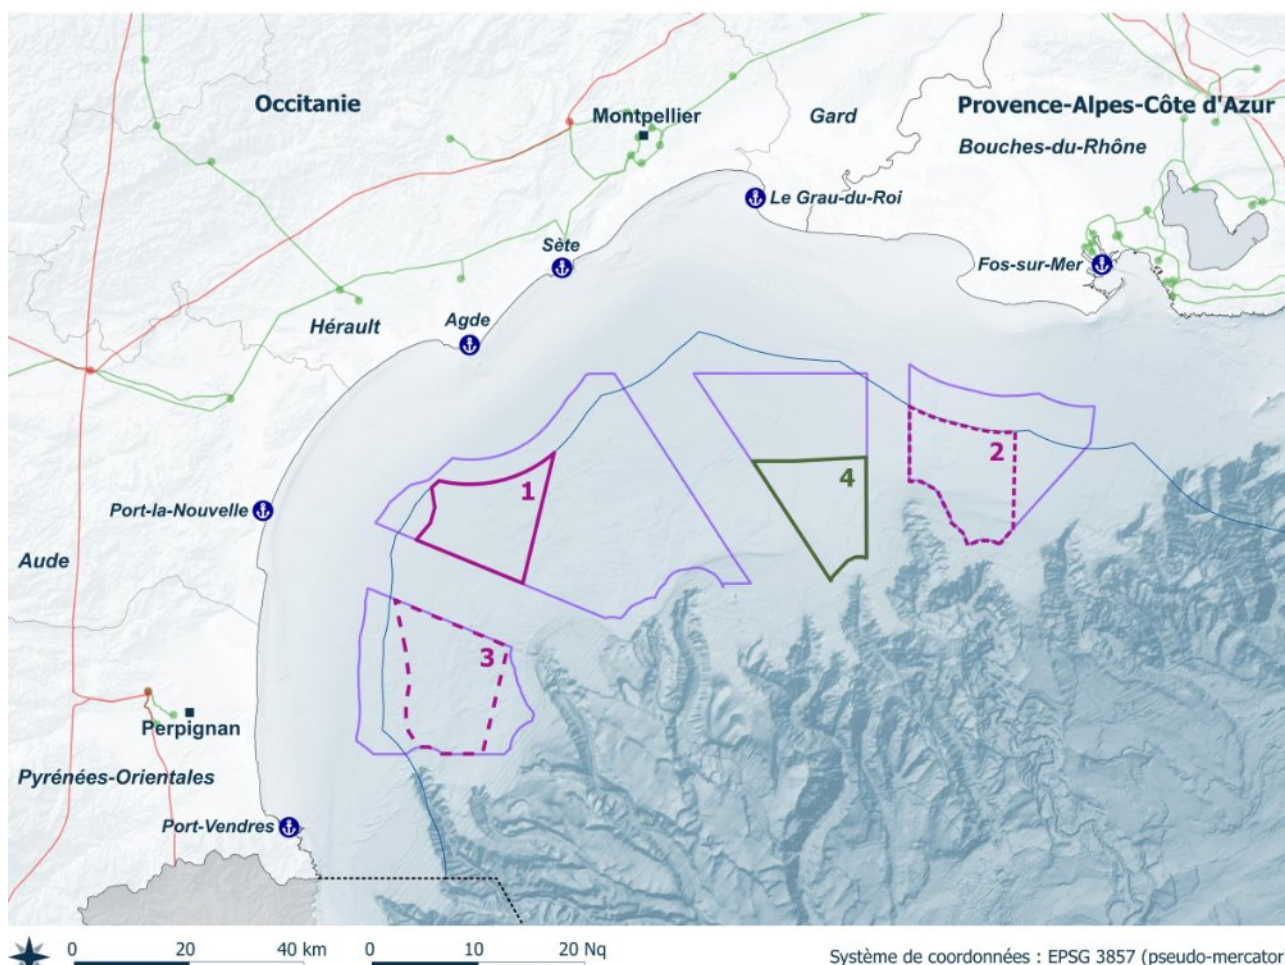 Occitanie
Provence-Alpes-Côte d'Azur
Montpellier
Gard
Bouches-du-Rhône
Le Grau-du-Roi
Sète
Fos-sur-Mer
Agde
Hérault
2
4
1
Port-la-Nouvelle
Aude
3
Perpignan
Pyrénées-Orientales
Port-Vendres
0 20 40 km
0 10 20 Nq
Système de coordonnées : EPSG 3857 (pseudo-mercator